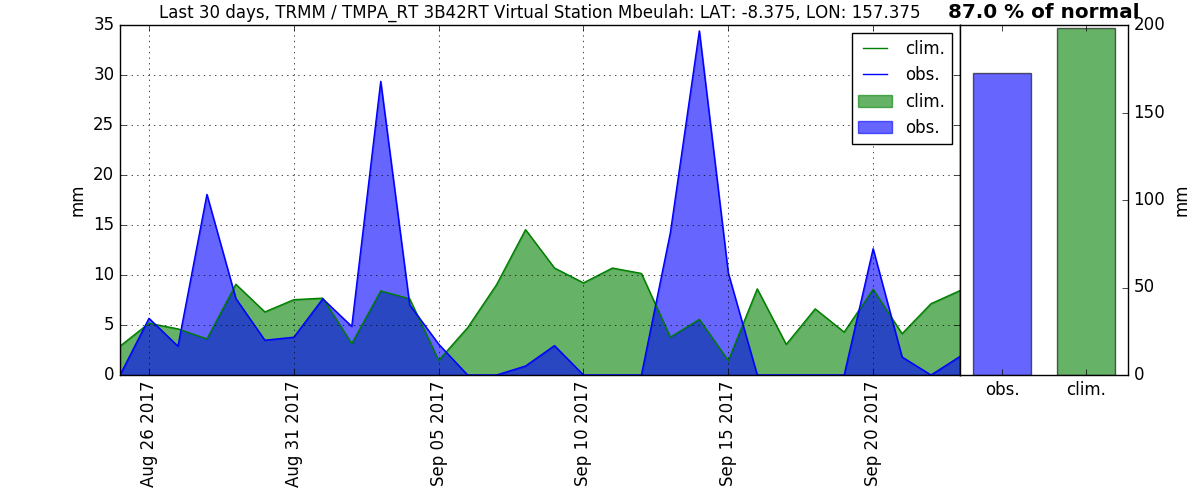 Last 30 days, TRMM / TMPA_RT 3B42RT Virtual Station Mbeulah: LAT: -8.375, LON: 157.375
87.0 % of normal
35
30
25
20
15
10
5
0
mm
clim.
obs.
clim.
obs.
Aug 26 2017
Aug 31 2017
Sep 05 2017
Sep 10 2017
Sep 15 2017
Sep 20 2017
200
150
100
50
0
mm
obs.
clim.